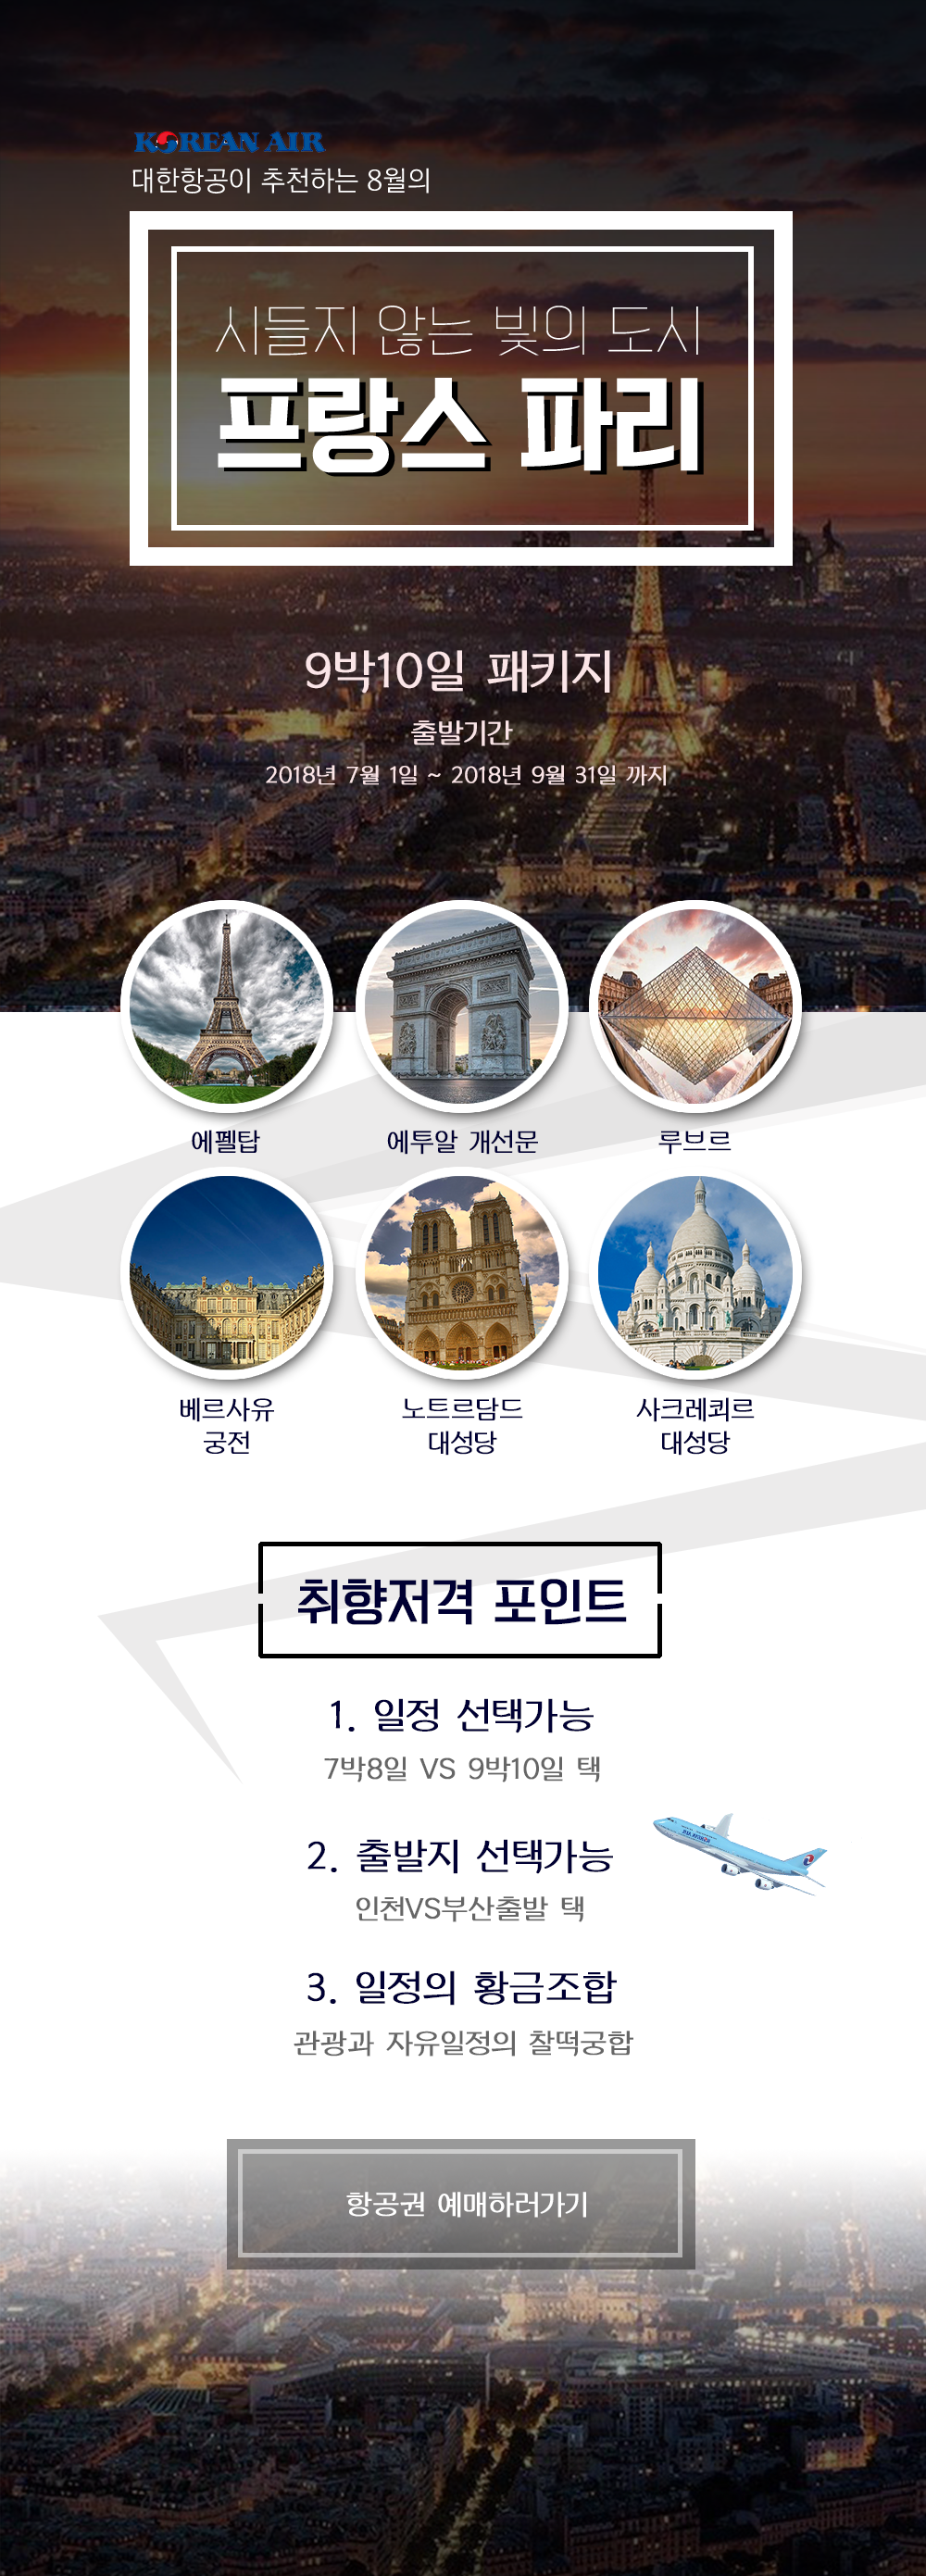 KOREAN AIR
대한항공이 추천하는 8월의
시들지 않는 빛의 도시
프랑스 파리
9박10일 패키지
출발기간
2018년 7월 1일 ~ 2018년 9월 31일 까지
에펠탑
에투알 개선문
루브르
베르사유
궁전
노트르담드
대성당
사크레쾨르
대성당
취향저격 포인트
1. 일정 선택가능
7박8일 VS 9박10일 택
2. 출발지 선택가능
인천VS부산출발 택
3. 일정의 황금조합
관광과 자유일정의 찰떡궁합
항공권 예매하러가기